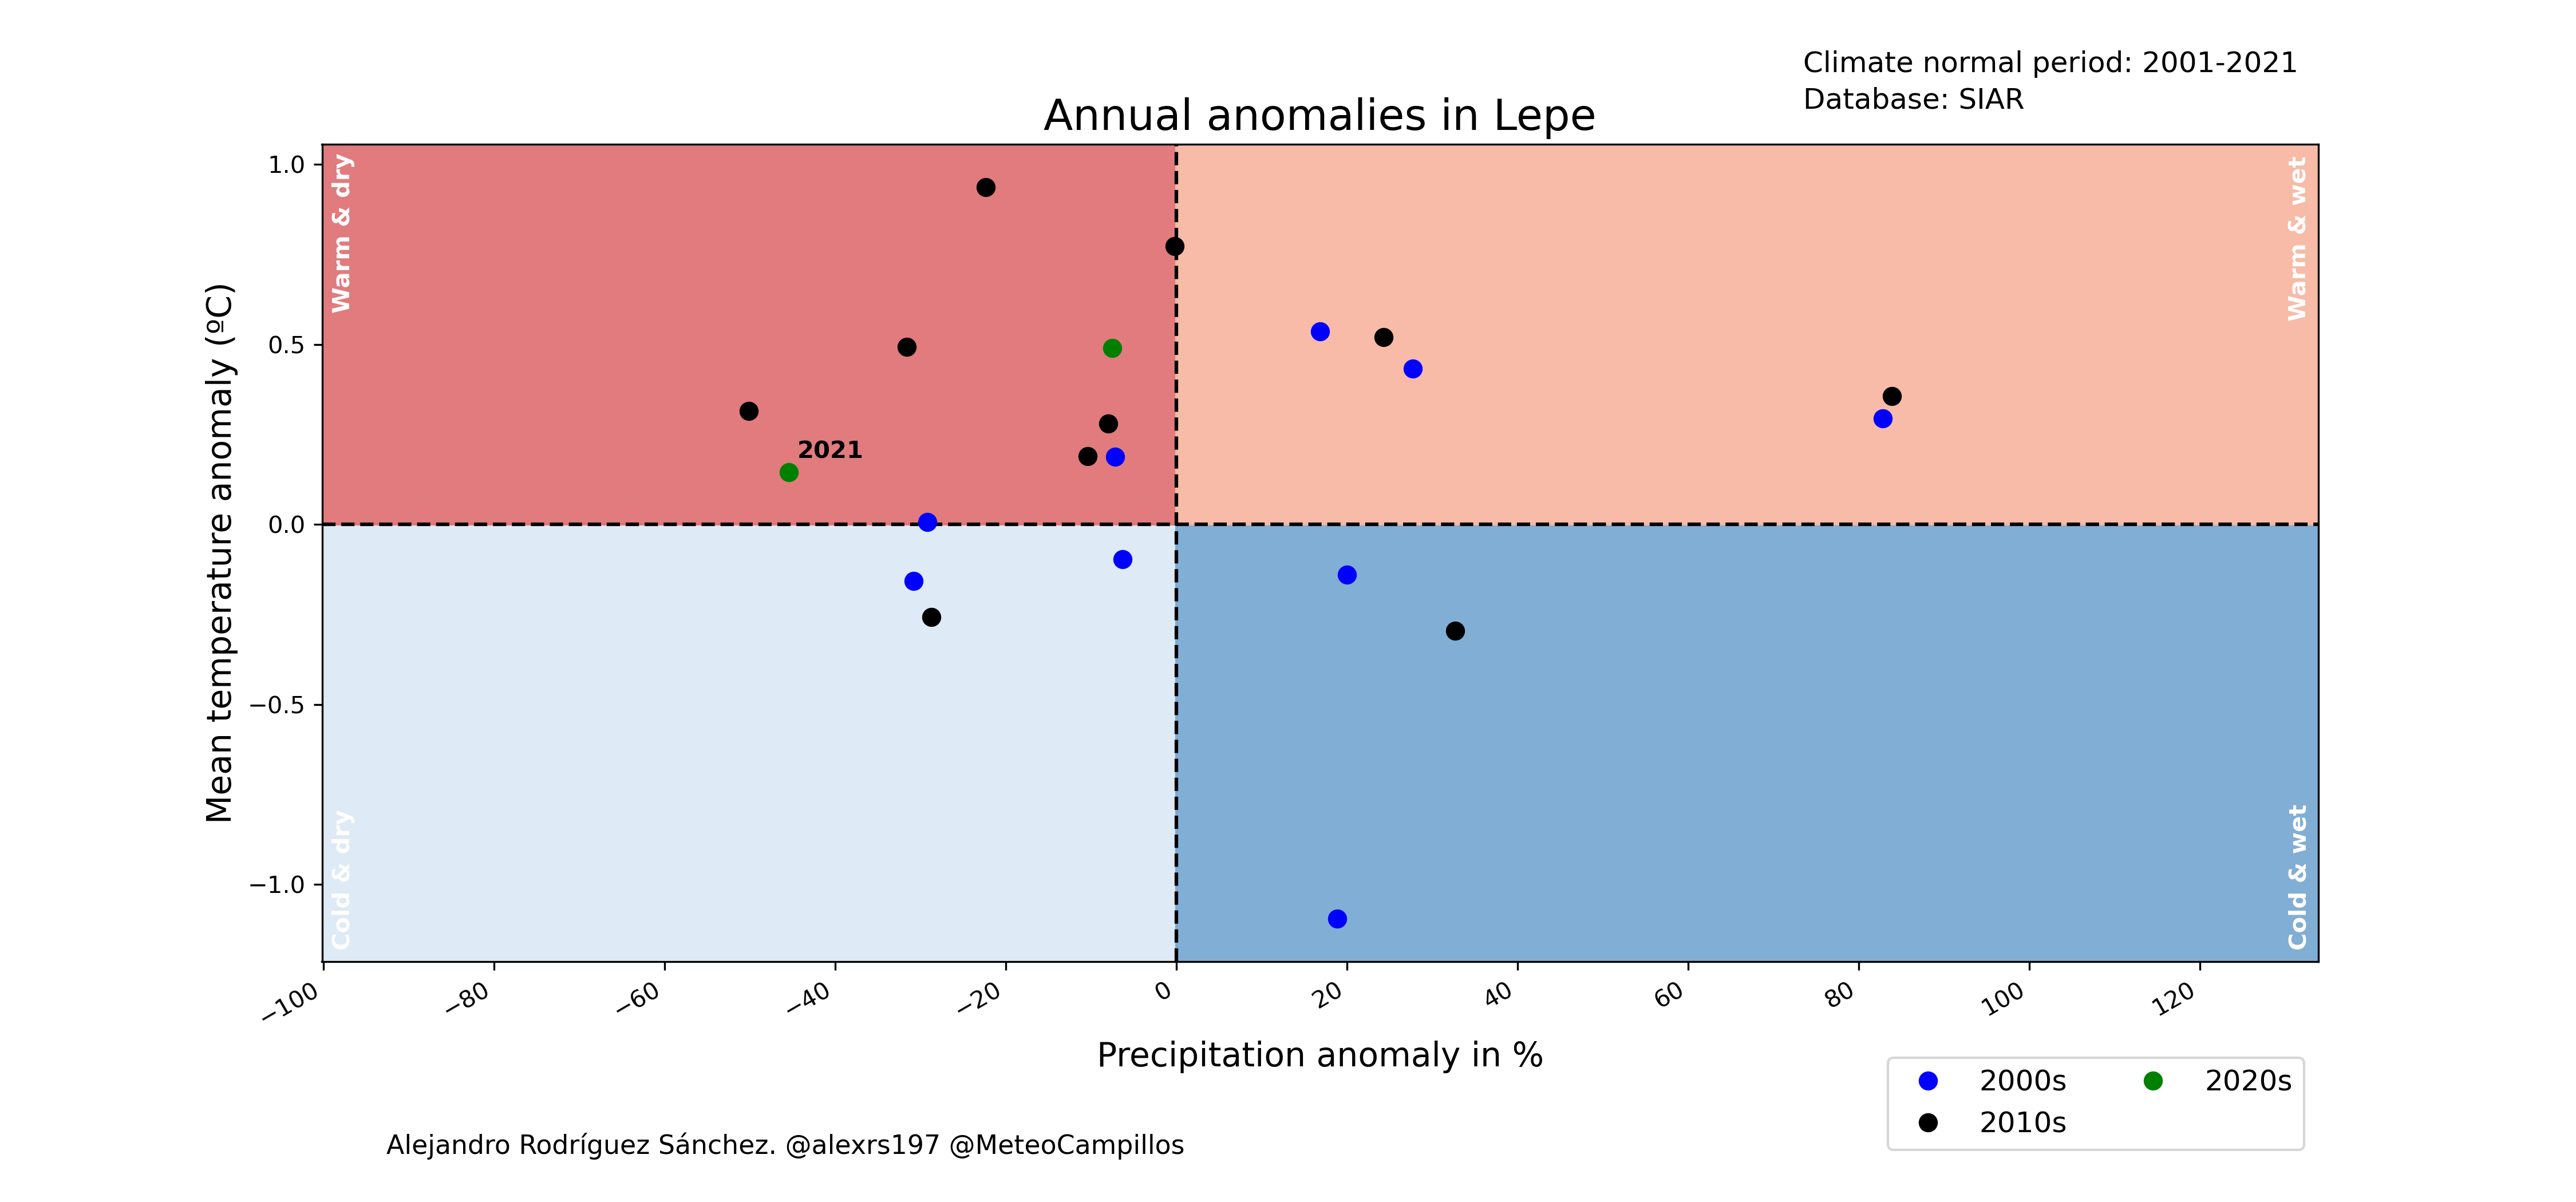 Climate normal period: 2001-2021
Database: SIAR
Annual anomalies in Lepe
Warm & dry
Warm & wet
1.0
0.5
0.0
−0.5
−1.0
Mean temperature anomaly (ºC)
2021
Cold & dry
Cold & wet
−100
−80
−60
−40
−20
0
20
40
60
80
100
120
Precipitation anomaly in %
2000s
2020s
2010s
Alejandro Rodríguez Sánchez. @alexrs197 @MeteoCampillos